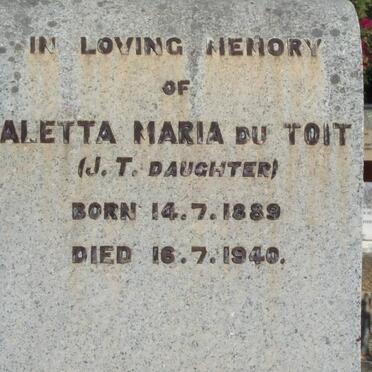 IN LOVING MEMORY
OF
ALETTA MARIA DU TOIT
(J. T. DAUGHTER)
BORN 14.7.1889
DIED 16.7.1940.